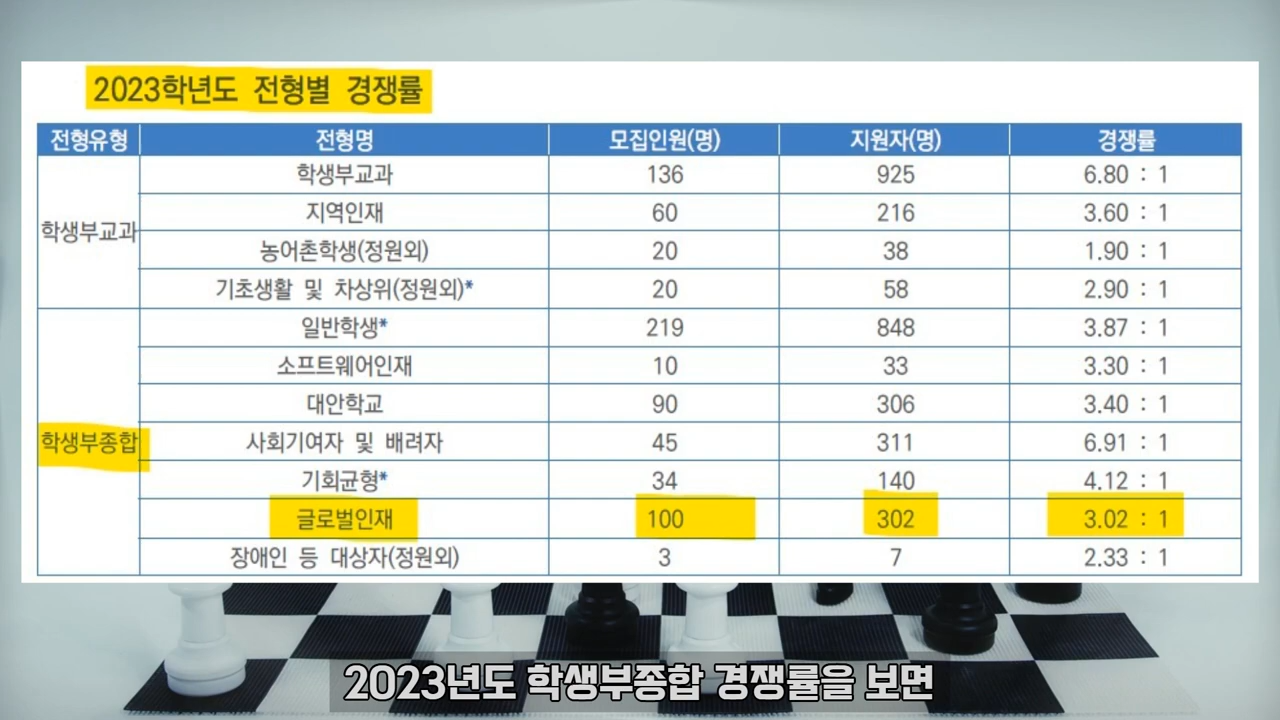 2023학년도 전형별 경쟁률
전형유형 전형명 모집인원(명) 지원자(명) 경쟁률
학생부교과 학생부교과 136 925 6.80 : 1
지역인재 60 216 3.60 : 1
농어촌학생(정원외) 20 38 1.90 : 1
기초생활 및 차상위(정원외)* 20 58 2.90 : 1
학생부종합 일반학생* 219 848 3.87 : 1
소프트웨어인재 10 33 3.30 : 1
대안학교 90 306 3.40 : 1
사회기여자 및 배려자 45 311 6.91 : 1
기회균형* 34 140 4.12 : 1
글로벌인재 100 302 3.02 : 1
장애인 등 대상자(정원외) 3 7 2.33 : 1
2023년도 학생부종합 경쟁률을 보면